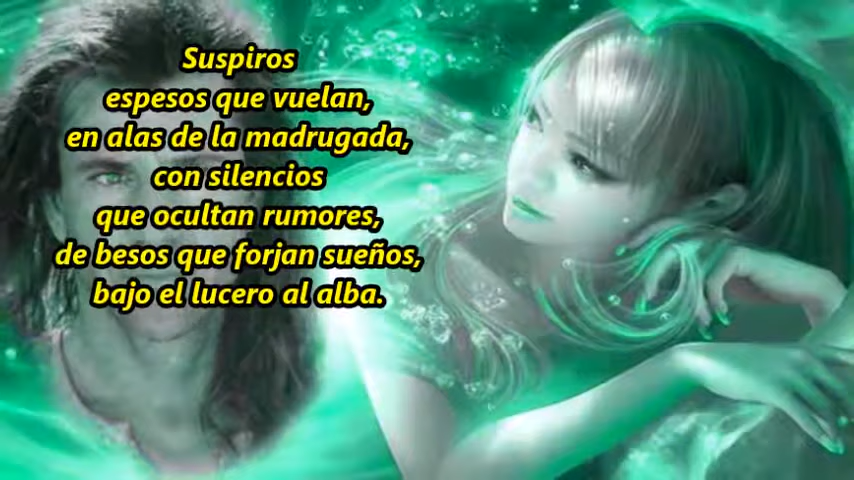 Suspiros
espesos que vuelan,
en alas de la madrugada,
con silencios
que ocultan rumores,
de besos que forjan sueños,
bajo el lucero al alba.